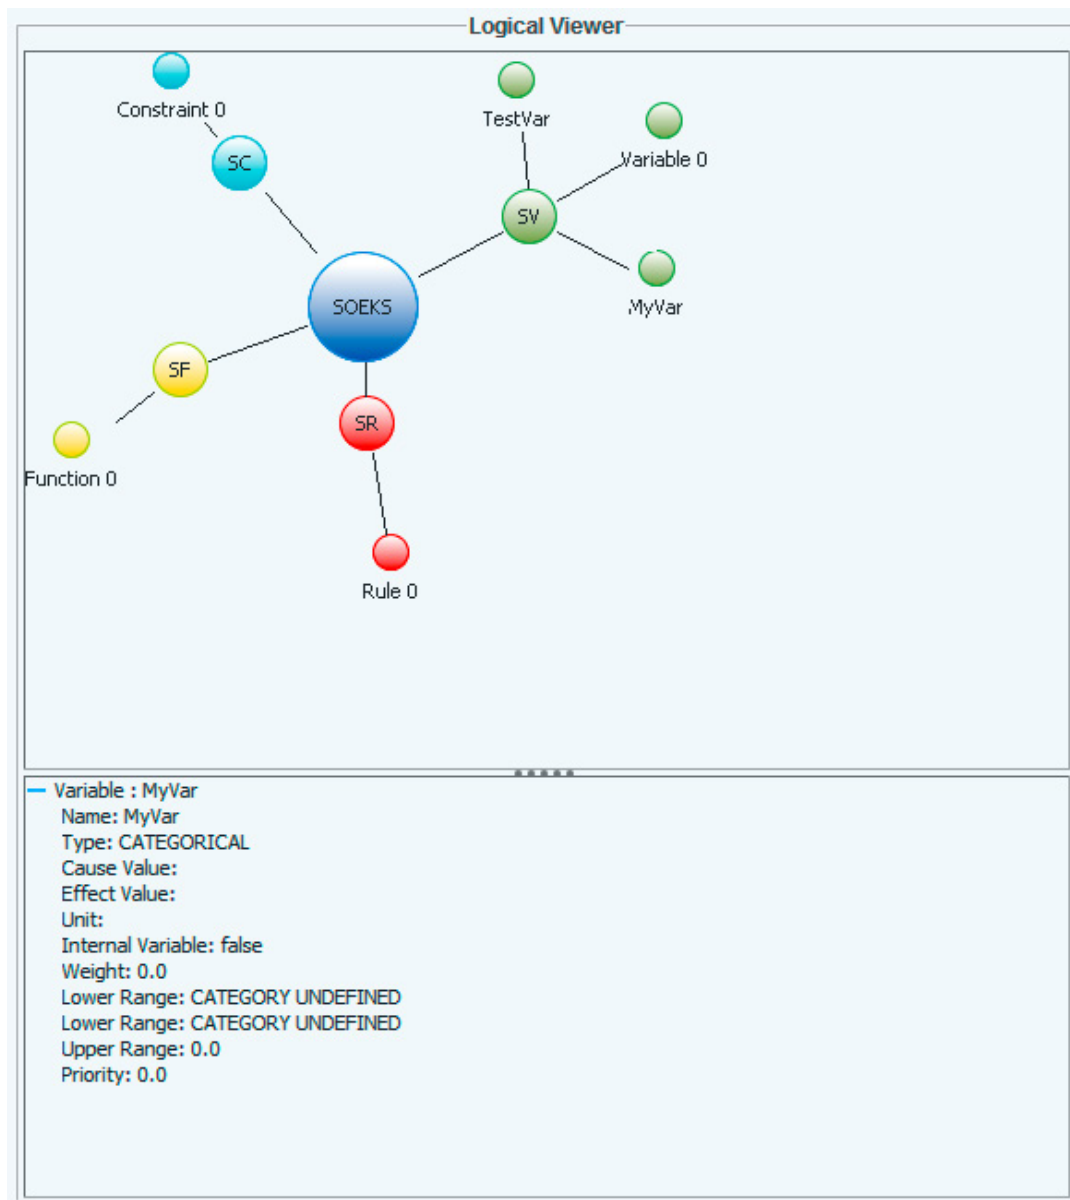 Logical Viewer
Constraint 0
TestVar
Variable 0
SC
SV
MyVar
SOEKS
SF
SR
Function 0
Rule 0
Variable : MyVar
Name: MyVar
Type: CATEGORICAL
Cause Value:
Effect Value:
Unit:
Internal Variable: false
Weight: 0.0
Lower Range: CATEGORY UNDEFINED
Lower Range: CATEGORY UNDEFINED
Upper Range: 0.0
Priority: 0.0